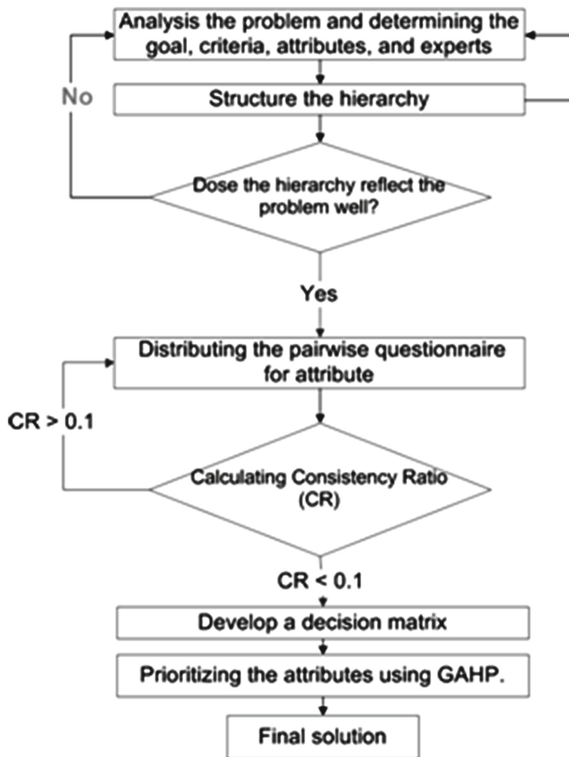 Analysis the problem and determining the
goal, criteria, attributes, and experts
No
Structure the hierarchy
Dose the hierarchy reflect the
problem well?
Yes
Distributing the pairwise questionnaire
for attribute
CR > 0.1
Calculating Consistency Ratio
(CR)
CR < 0.1
Develop a decision matrix
Prioritizing the attributes using GAHP.
Final solution